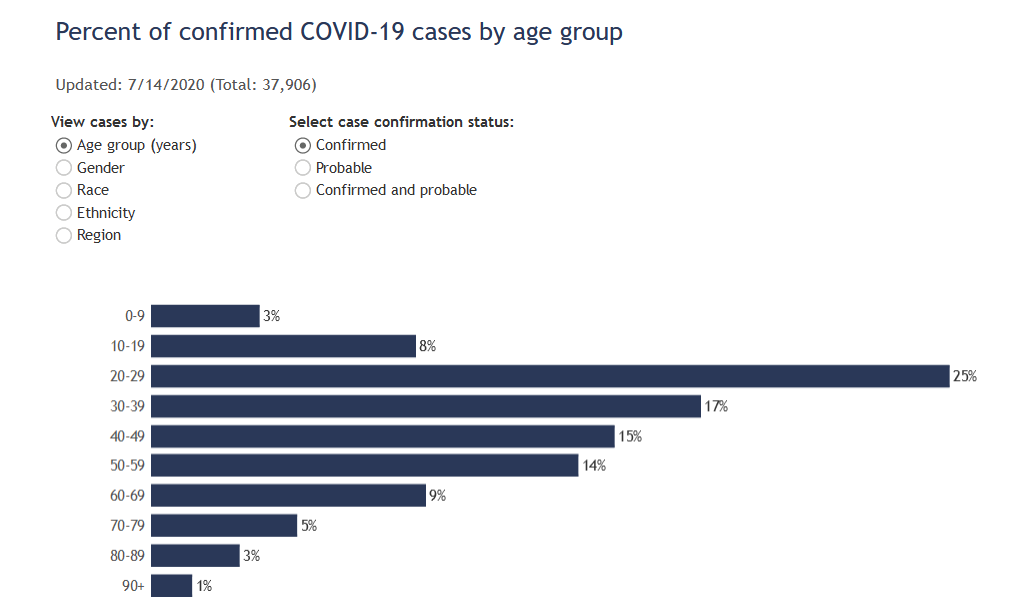 Percent of confirmed COVID-19 cases by age group
Updated: 7/14/2020 (Total: 37,906)
View cases by: Select case confirmation status:
Age group (years) Confirmed
Gender Probable
Race Confirmed and probable
Ethnicity
Region
0-9 3%
10-19 8%
20-29 25%
30-39 17%
40-49 15%
50-59 14%
60-69 9%
70-79 5%
80-89 3%
90+ 1%